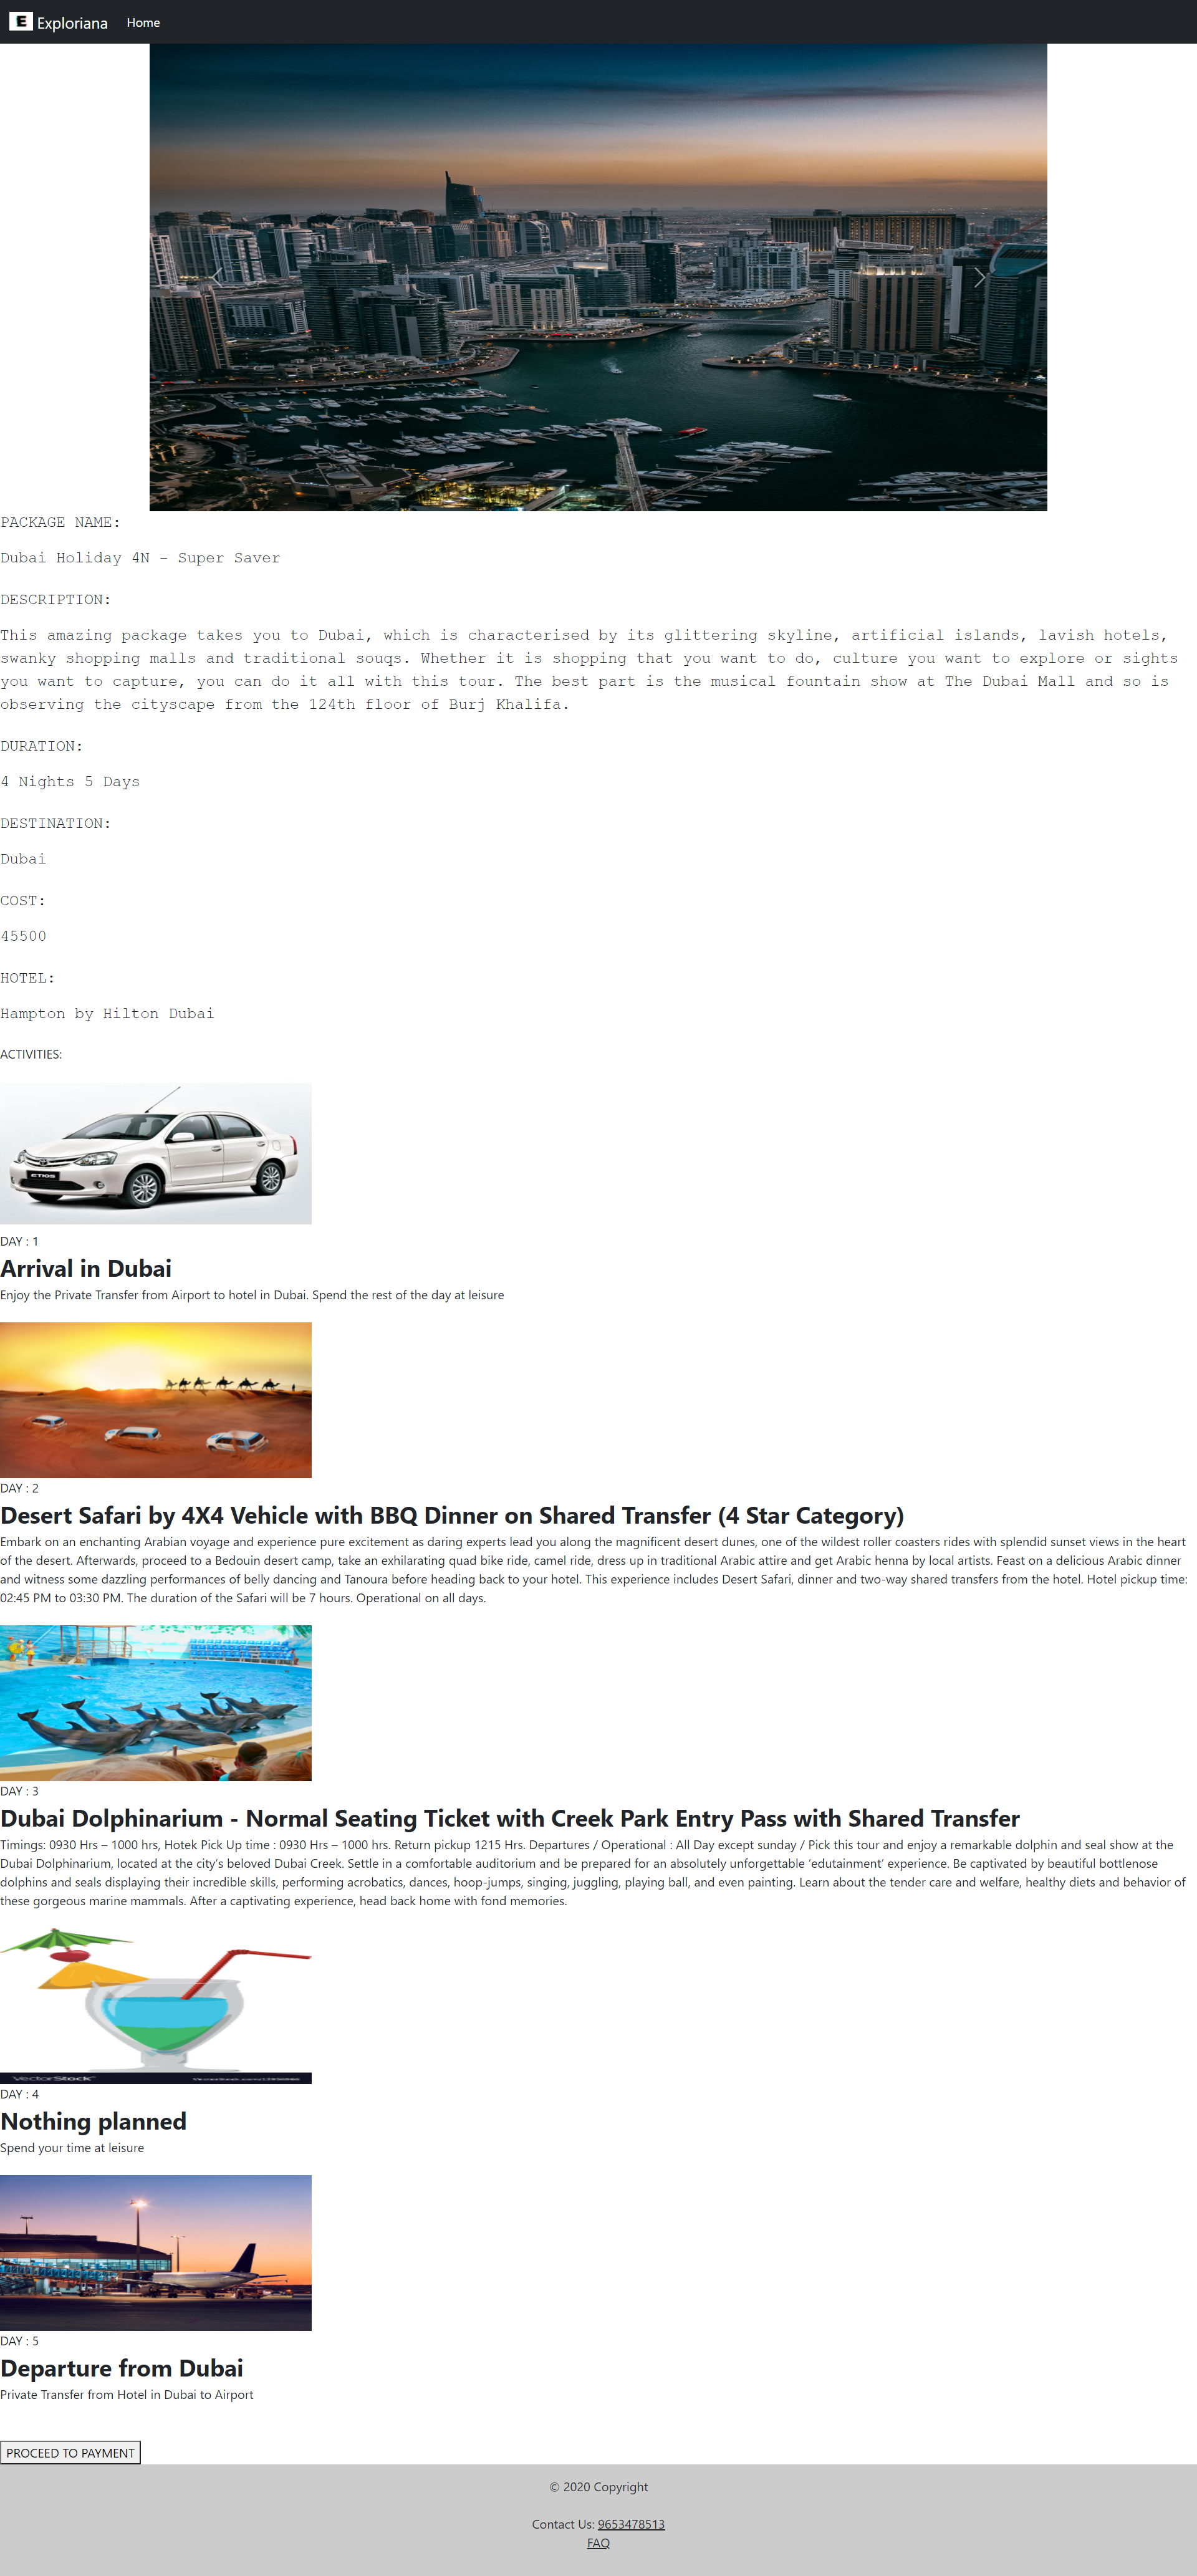 E Exploriana Home
PACKAGE NAME:
Dubai Holiday 4N - Super Saver
DESCRIPTION:
This amazing package takes you to Dubai, which is characterised by its glittering skyline, artificial islands, lavish hotels,
swanky shopping malls and traditional souqs. Whether it is shopping that you want to do, culture you want to explore or sights
you want to capture, you can do it all with this tour. The best part is the musical fountain show at The Dubai Mall and so is
observing the cityscape from the 124th floor of Burj Khalifa.
DURATION:
4 Nights 5 Days
DESTINATION:
Dubai
COST:
45500
HOTEL:
Hampton by Hilton Dubai
ACTIVITIES:
ETIOS
DAY : 1
Arrival in Dubai
Enjoy the Private Transfer from Airport to hotel in Dubai. Spend the rest of the day at leisure
DAY : 2
Desert Safari by 4X4 Vehicle with BBQ Dinner on Shared Transfer (4 Star Category)
Embark on an enchanting Arabian voyage and experience pure excitement as daring experts lead you along the magnificent desert dunes, one of the wildest roller coasters rides with splendid sunset views in the heart
of the desert. Afterwards, proceed to a Bedouin desert camp, take an exhilarating quad bike ride, camel ride, dress up in traditional Arabic attire and get Arabic henna by local artists. Feast on a delicious Arabic dinner
and witness some dazzling performances of belly dancing and Tanoura before heading back to your hotel. This experience includes Desert Safari, dinner and two-way shared transfers from the hotel. Hotel pickup time:
02:45 PM to 03:30 PM. The duration of the Safari will be 7 hours. Operational on all days.
DAY : 3
Dubai Dolphinarium - Normal Seating Ticket with Creek Park Entry Pass with Shared Transfer
Timings: 0930 Hrs – 1000 hrs, Hotek Pick Up time : 0930 Hrs – 1000 hrs. Return pickup 1215 Hrs. Departures / Operational : All Day except sunday / Pick this tour and enjoy a remarkable dolphin and seal show at the
Dubai Dolphinarium, located at the city's beloved Dubai Creek. Settle in a comfortable auditorium and be prepared for an absolutely unforgettable 'edutainment' experience. Be captivated by beautiful bottlenose
dolphins and seals displaying their incredible skills, performing acrobatics, dances, hoop-jumps, singing, juggling, playing ball, and even painting. Learn about the tender care and welfare, healthy diets and behavior of
these gorgeous marine mammals. After a captivating experience, head back home with fond memories.
VectorStock
DAY : 4
Nothing planned
Spend your time at leisure
DAY : 5
Departure from Dubai
Private Transfer from Hotel in Dubai to Airport
PROCEED TO PAYMENT
© 2020 Copyright
Contact Us: 9653478513
FAQ